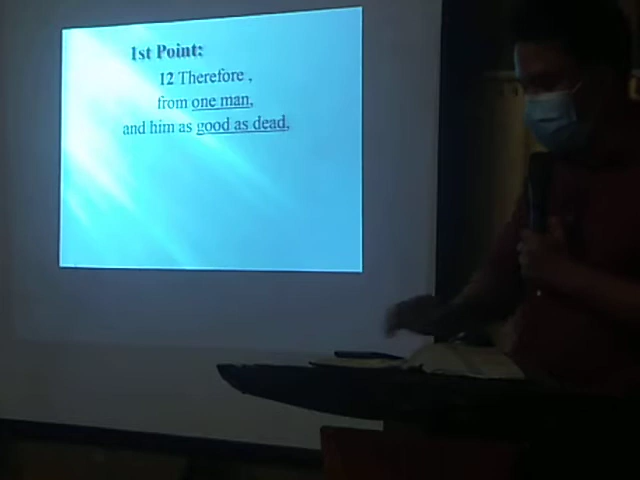 1st Point:
12 Therefore ,
from one man,
and him as good as dead,